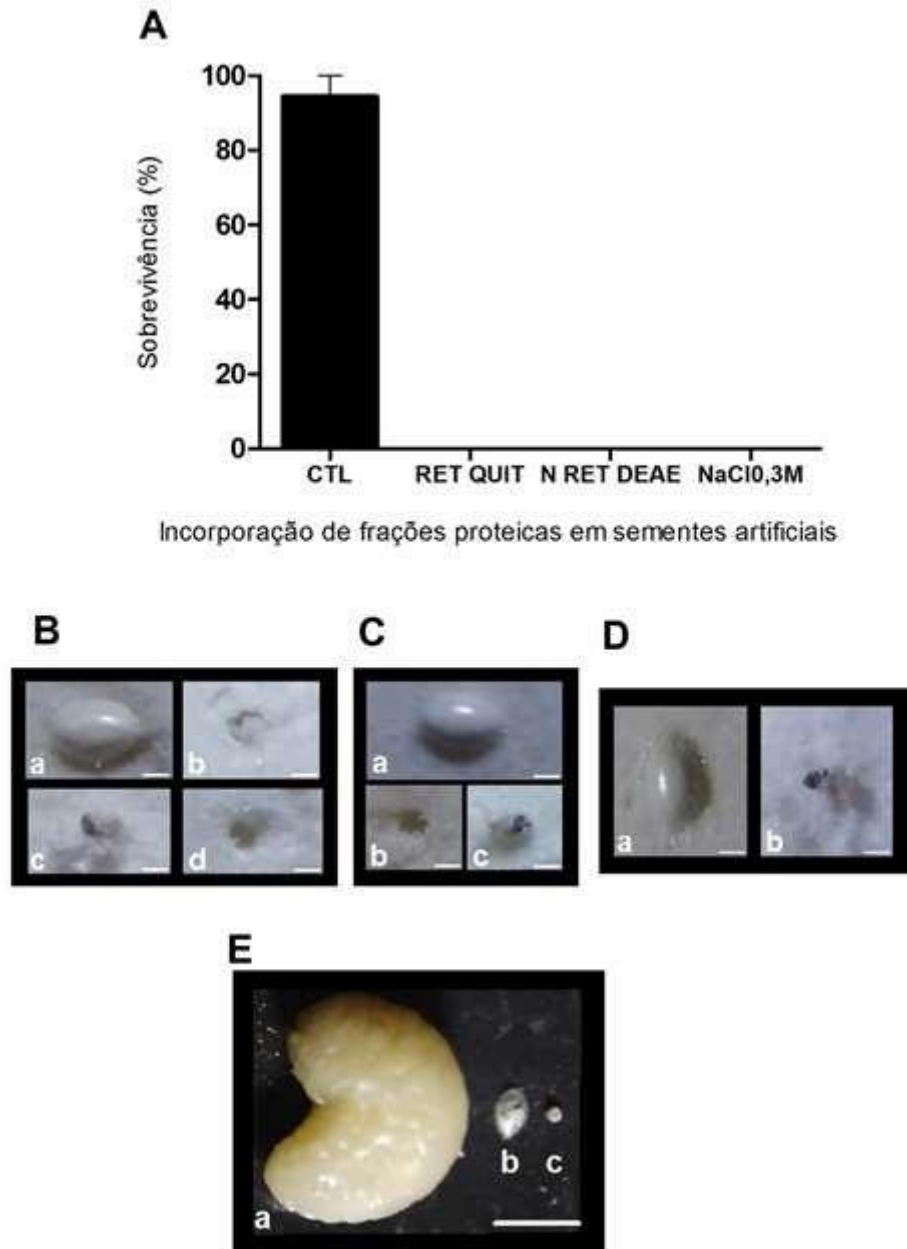 A
Sobrevivência (%)
100
80
60
40
20
0
CTL RET QUIT N RET DEAE NaCl0,3M
Incorporação de frações proteicas em sementes artificiais
B
a
b
c
d
C
a
b
c
D
a
b
E
a
b
c